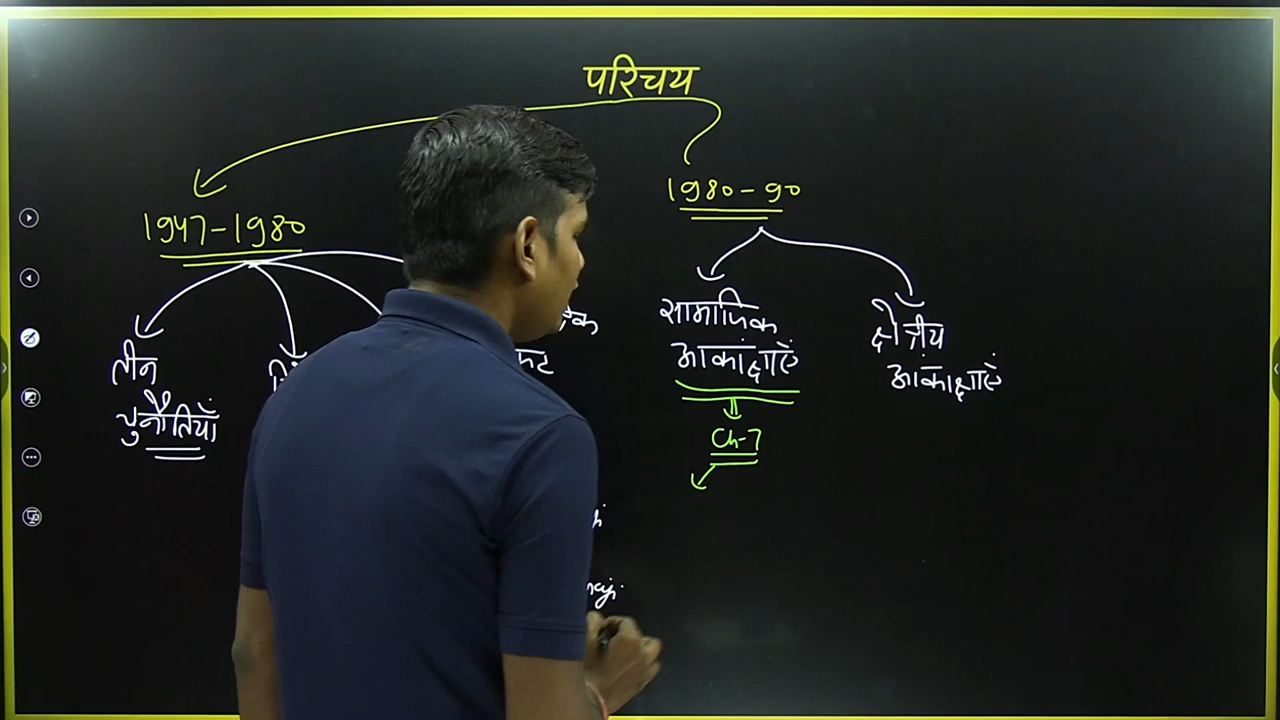 परिचय
1980-90
1947-1980
सामाजिक
आकांक्षाएँ
क्षेत्रीय
आकांक्षाएं
तीन
चुनौतियाँ
Ch-7